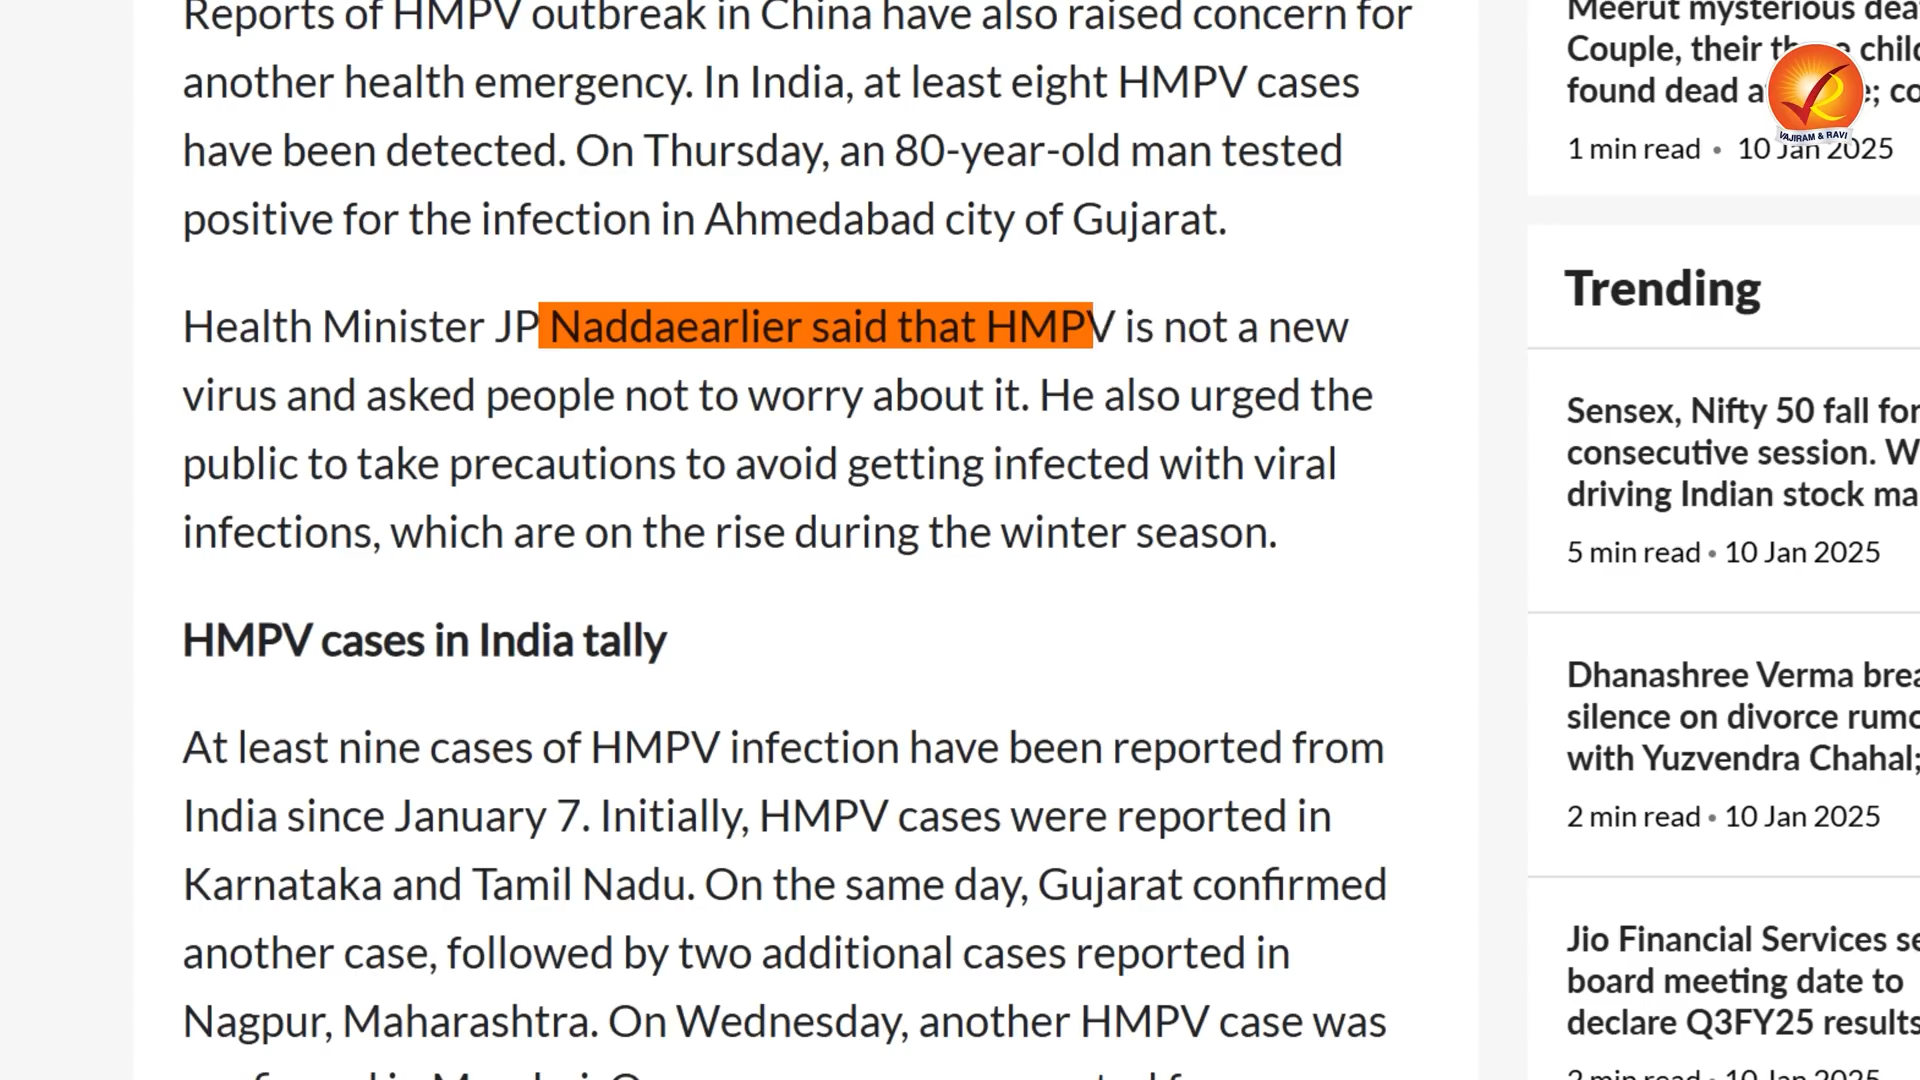 Reports of HMPV outbreak in China have also raised concern for
another health emergency. In India, at least eight HMPV cases
have been detected. On Thursday, an 80-year-old man tested
positive for the infection in Ahmedabad city of Gujarat.
Health Minister JP Naddaearlier said that HMPV is not a new
virus and asked people not to worry about it. He also urged the
public to take precautions to avoid getting infected with viral
infections, which are on the rise during the winter season.
HMPV cases in India tally
At least nine cases of HMPV infection have been reported from
India since January 7. Initially, HMPV cases were reported in
Karnataka and Tamil Nadu. On the same day, Gujarat confirmed
another case, followed by two additional cases reported in
Nagpur, Maharashtra. On Wednesday, another HMPV case was
Meerut mysterious
Couple, their
found dead
1 min read • 10 Jan 2025
VAJIRAM & RAVI
Trending
Sensex, Nifty 50 fall for
consecutive session.
driving Indian stock
5 min read • 10 Jan 2025
Dhanashree Verma
silence on divorce
with Yuzvendra Chahal;
2 min read • 10 Jan 2025
Jio Financial Services
board meeting date to
declare Q3FY25 results